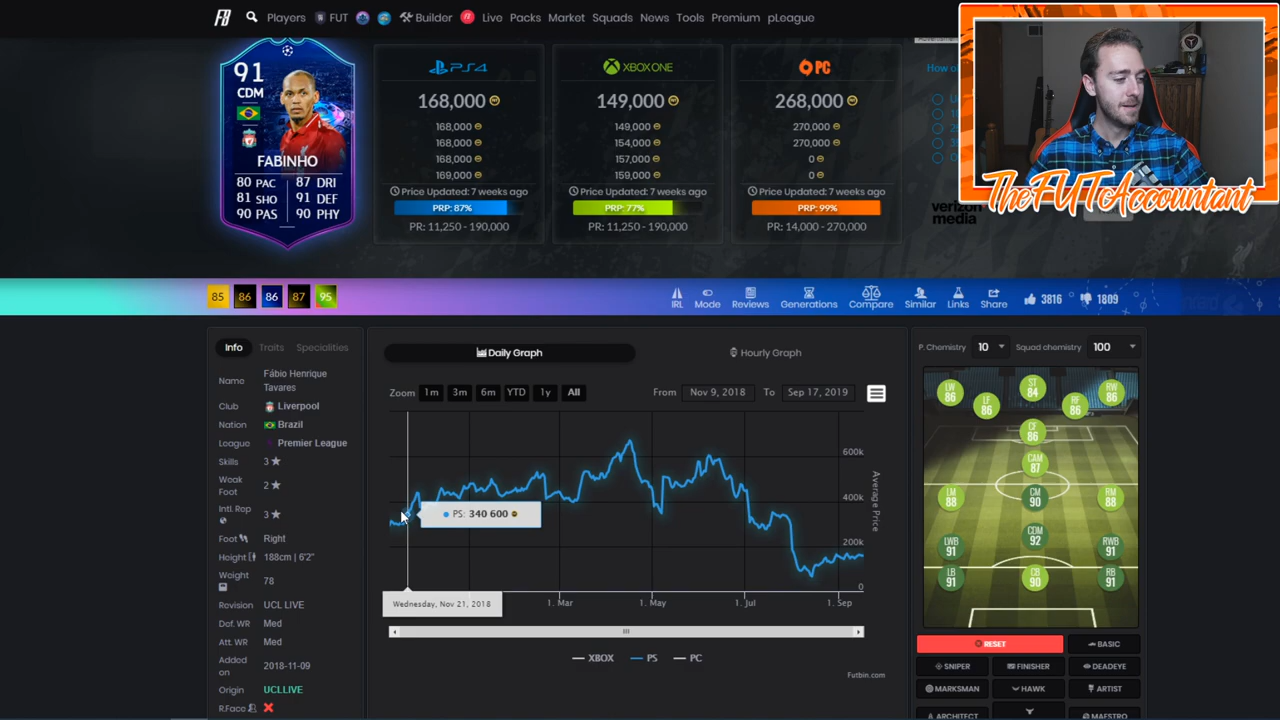 FB Players FUT Builder Live Packs Market Squads News Tools Premium pLeague
91
CDM
FABINHO
80 PAC 87 DRI
81 SHO 91 DEF
90 PAS 90 PHY
PS4
168,000
168,000
168,000
168,000
169,000
Price Updated: 7 weeks ago
PRP: 87%
PR: 11,250 - 190,000
XBOX ONE
149,000
149,000
154,000
157,000
159,000
Price Updated: 7 weeks ago
PRP: 77%
PR: 11,250 - 190,000
PC
268,000
270,000
270,000
0
0
Price Updated: 7 weeks ago
PRP: 99%
PR: 14,000 - 270,000
How o
TheFUTAccountant
verizon
media
85 86 86 87 95
IRL Mode Reviews Generations Compare Similar Links Share 3816 1809
Info Traits Specialities
Name Fábio Henrique Tavares
Club Liverpool
Nation Brazil
League Premier League
Skills 3
Weak Foot 2
Intl. Rep 3
Foot Right
Height 188cm | 6'2"
Weight 78
Revision UCL LIVE
Def. WR Med
Att. WR Med
Added on 2018-11-09
Origin UCLLIVE
R.Face
Daily Graph Hourly Graph
Zoom 1m 3m 6m YTD 1y All From Nov 9, 2018 To Sep 17, 2019
600k
400k
200k
0
Average Price
PS: 340 600
Wednesday, Nov 21, 2018
1. Mar 1. May 1. Jul 1. Sep
XBOX PS PC
Futbin.com
P. Chemistry 10 Squad chemistry 100
LW 86
ST 84
RW 86
LF 86
RF 86
CF 86
CAM 87
LM 88
CM 90
RM 88
CDM 92
LWB 91
RWB 91
LB 91
CB 90
RB 91
RESET BASIC
SNIPER FINISHER DEADEYE
MARKSMAN HAWK ARTIST
ARCHITECT MAESTRO